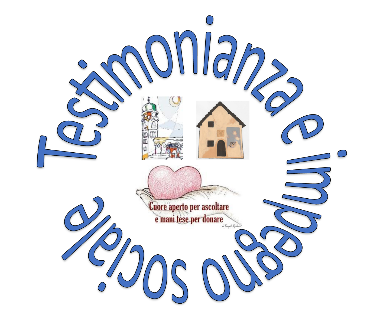 Testimonianza e impegno sociale
Cuore aperto per ascoltare
e mani tese per donare